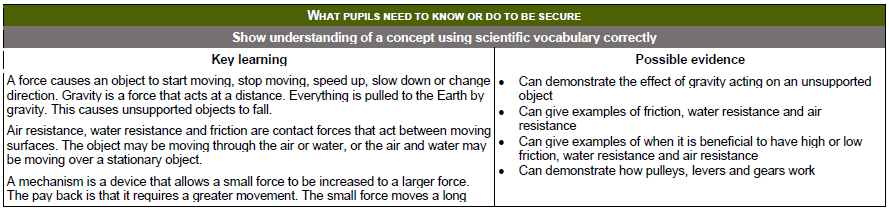 WHAT PUPILS NEED TO KNOW OR DO TO BE SECURE
Show understanding of a concept using scientific vocabulary correctly
Key learning
A force causes an object to start moving, stop moving, speed up, slow down or change
direction. Gravity is a force that acts at a distance. Everything is pulled to the Earth by
gravity. This causes unsupported objects to fall.
Air resistance, water resistance and friction are contact forces that act between moving
surfaces. The object may be moving through the air or water, or the air and water may
be moving over a stationary object.
A mechanism is a device that allows a small force to be increased to a larger force.
The pay back is that it requires a greater movement. The small force moves a long
Possible evidence
• Can demonstrate the effect of gravity acting on an unsupported
object
• Can give examples of friction, water resistance and air
resistance
• Can give examples of when it is beneficial to have high or low
friction, water resistance and air resistance
• Can demonstrate how pulleys, levers and gears work